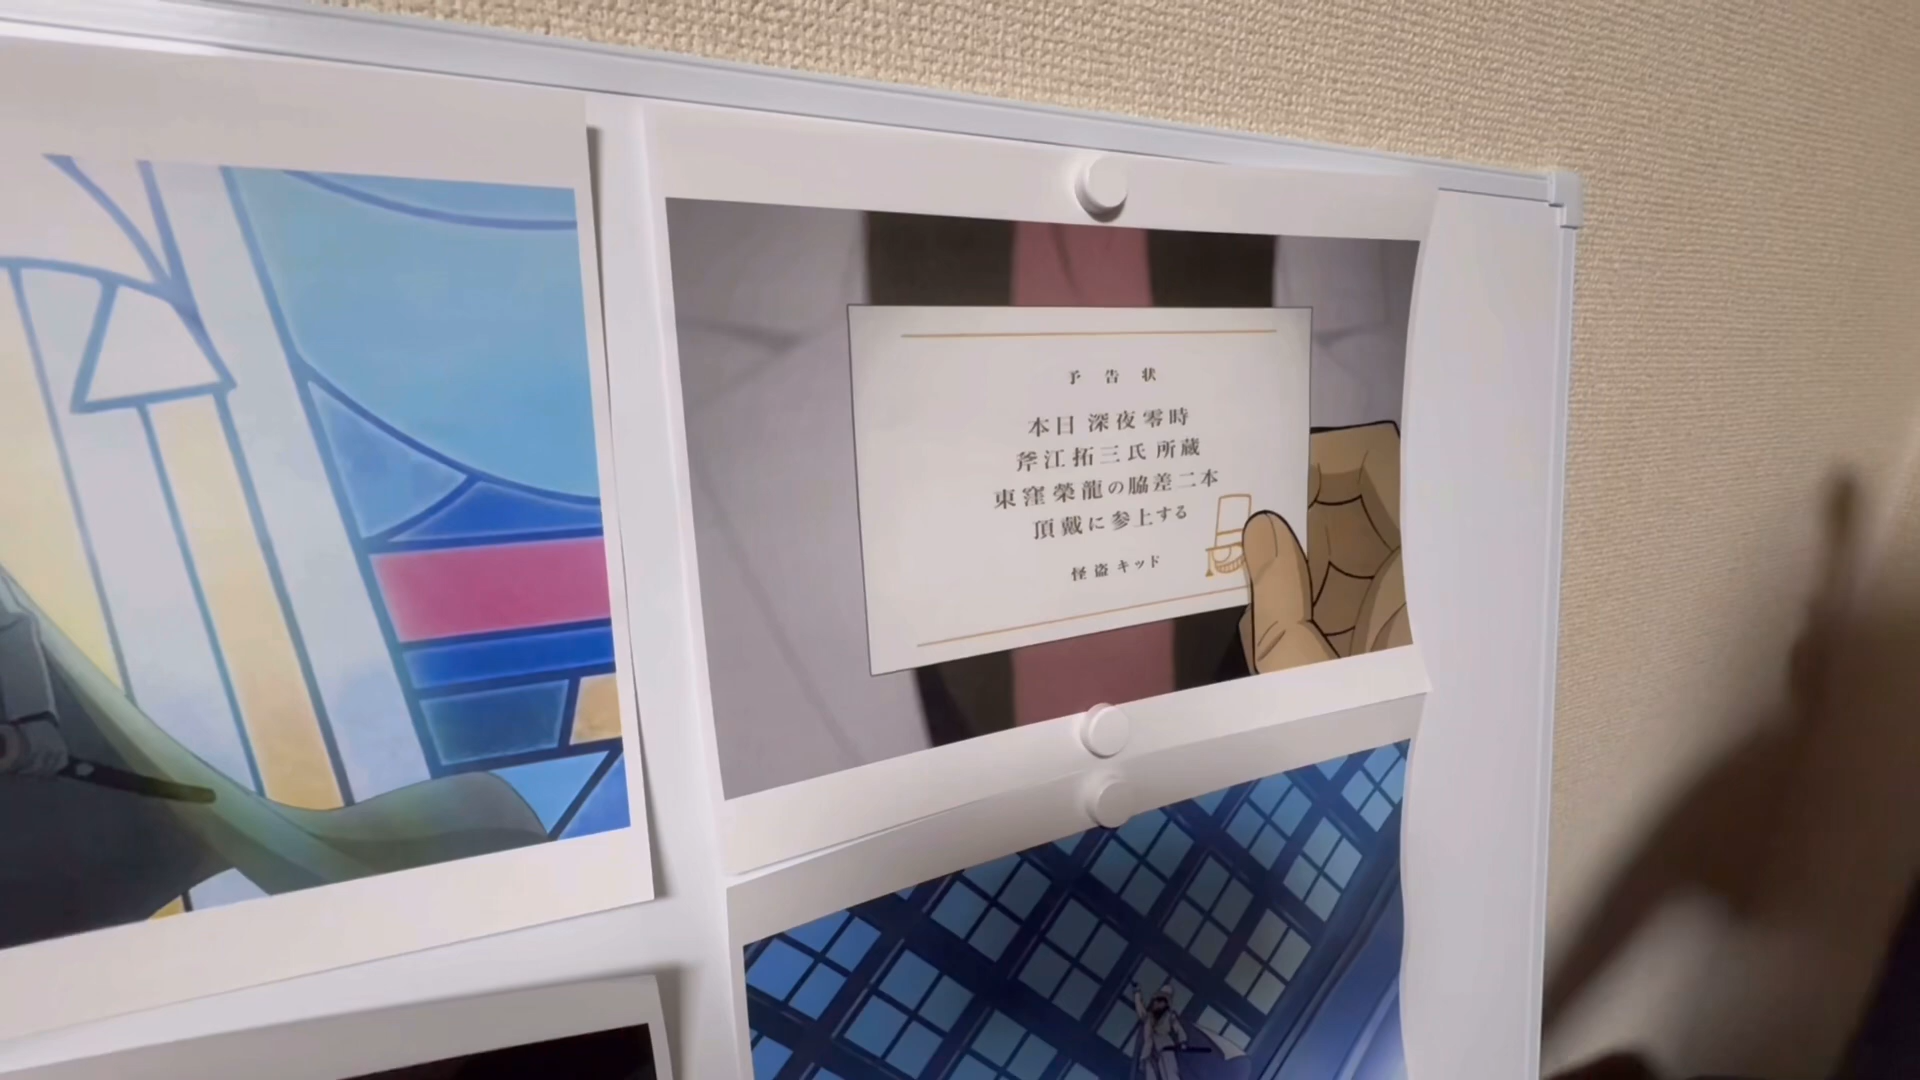 予告状
本日 深夜零時
斧江拓三氏 所蔵
東窪榮龍の脇差二本
頂戴に参上する
怪盗キッド